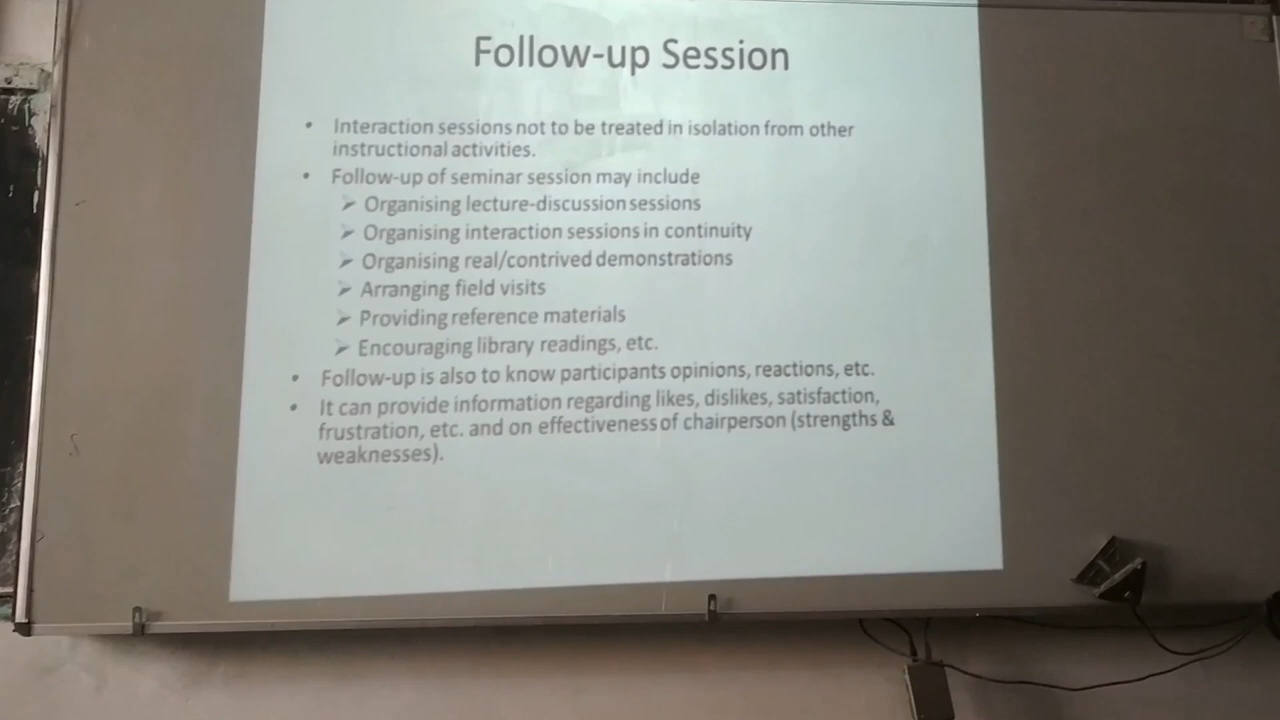 Follow-up Session
• Interaction sessions not to be treated in isolation from other
instructional activities.
• Follow-up of seminar session may include
➢ Organising lecture-discussion sessions
➢ Organising interaction sessions in continuity
➢ Organising real/contrived demonstrations
➢ Arranging field visits
➢ Providing reference materials
➢ Encouraging library readings, etc.
• Follow-up is also to know participants opinions, reactions, etc.
• It can provide information regarding likes, dislikes, satisfaction,
frustration, etc. and on effectiveness of chairperson (strengths &
weaknesses).